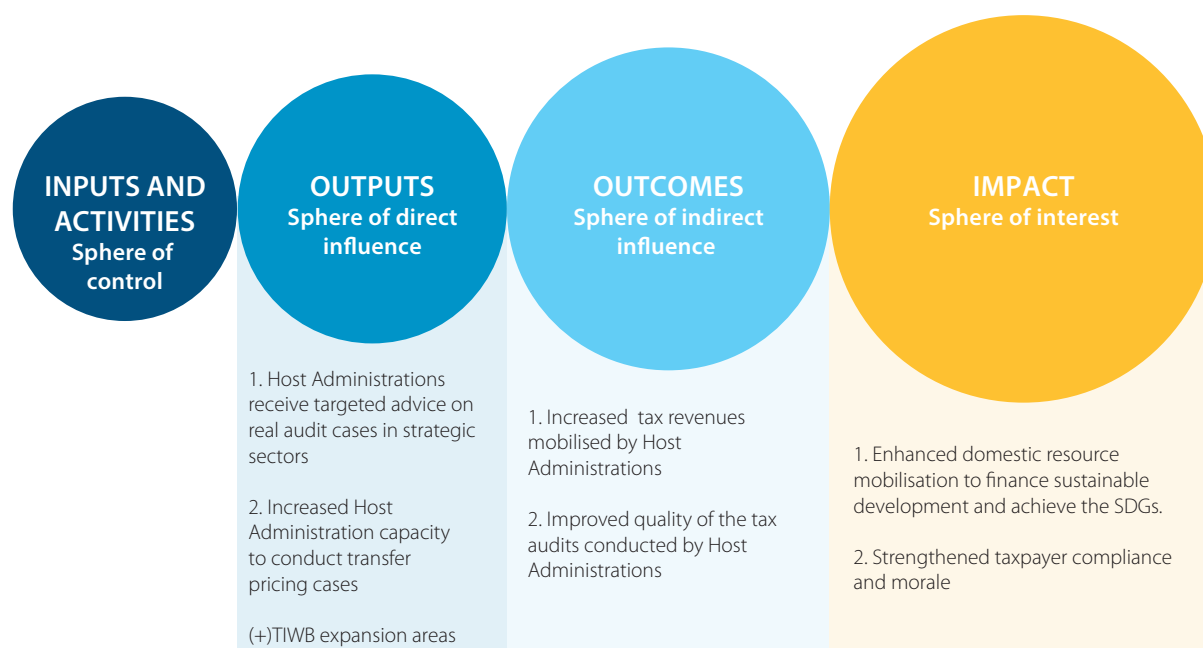 INPUTS AND
ACTIVITIES
Sphere of
control
OUTPUTS
Sphere of direct
influence
1. Host Administrations
receive targeted advice on
real audit cases in strategic
sectors
2. Increased Host
Administration capacity
to conduct transfer
pricing cases
(+)TIWB expansion areas
OUTCOMES
Sphere of indirect
influence
1. Increased tax revenues
mobilised by Host
Administrations
2. Improved quality of the tax
audits conducted by Host
Administrations
IMPACT
Sphere of interest
1. Enhanced domestic resource
mobilisation to finance sustainable
development and achieve the SDGs.
2. Strengthened taxpayer compliance
and morale